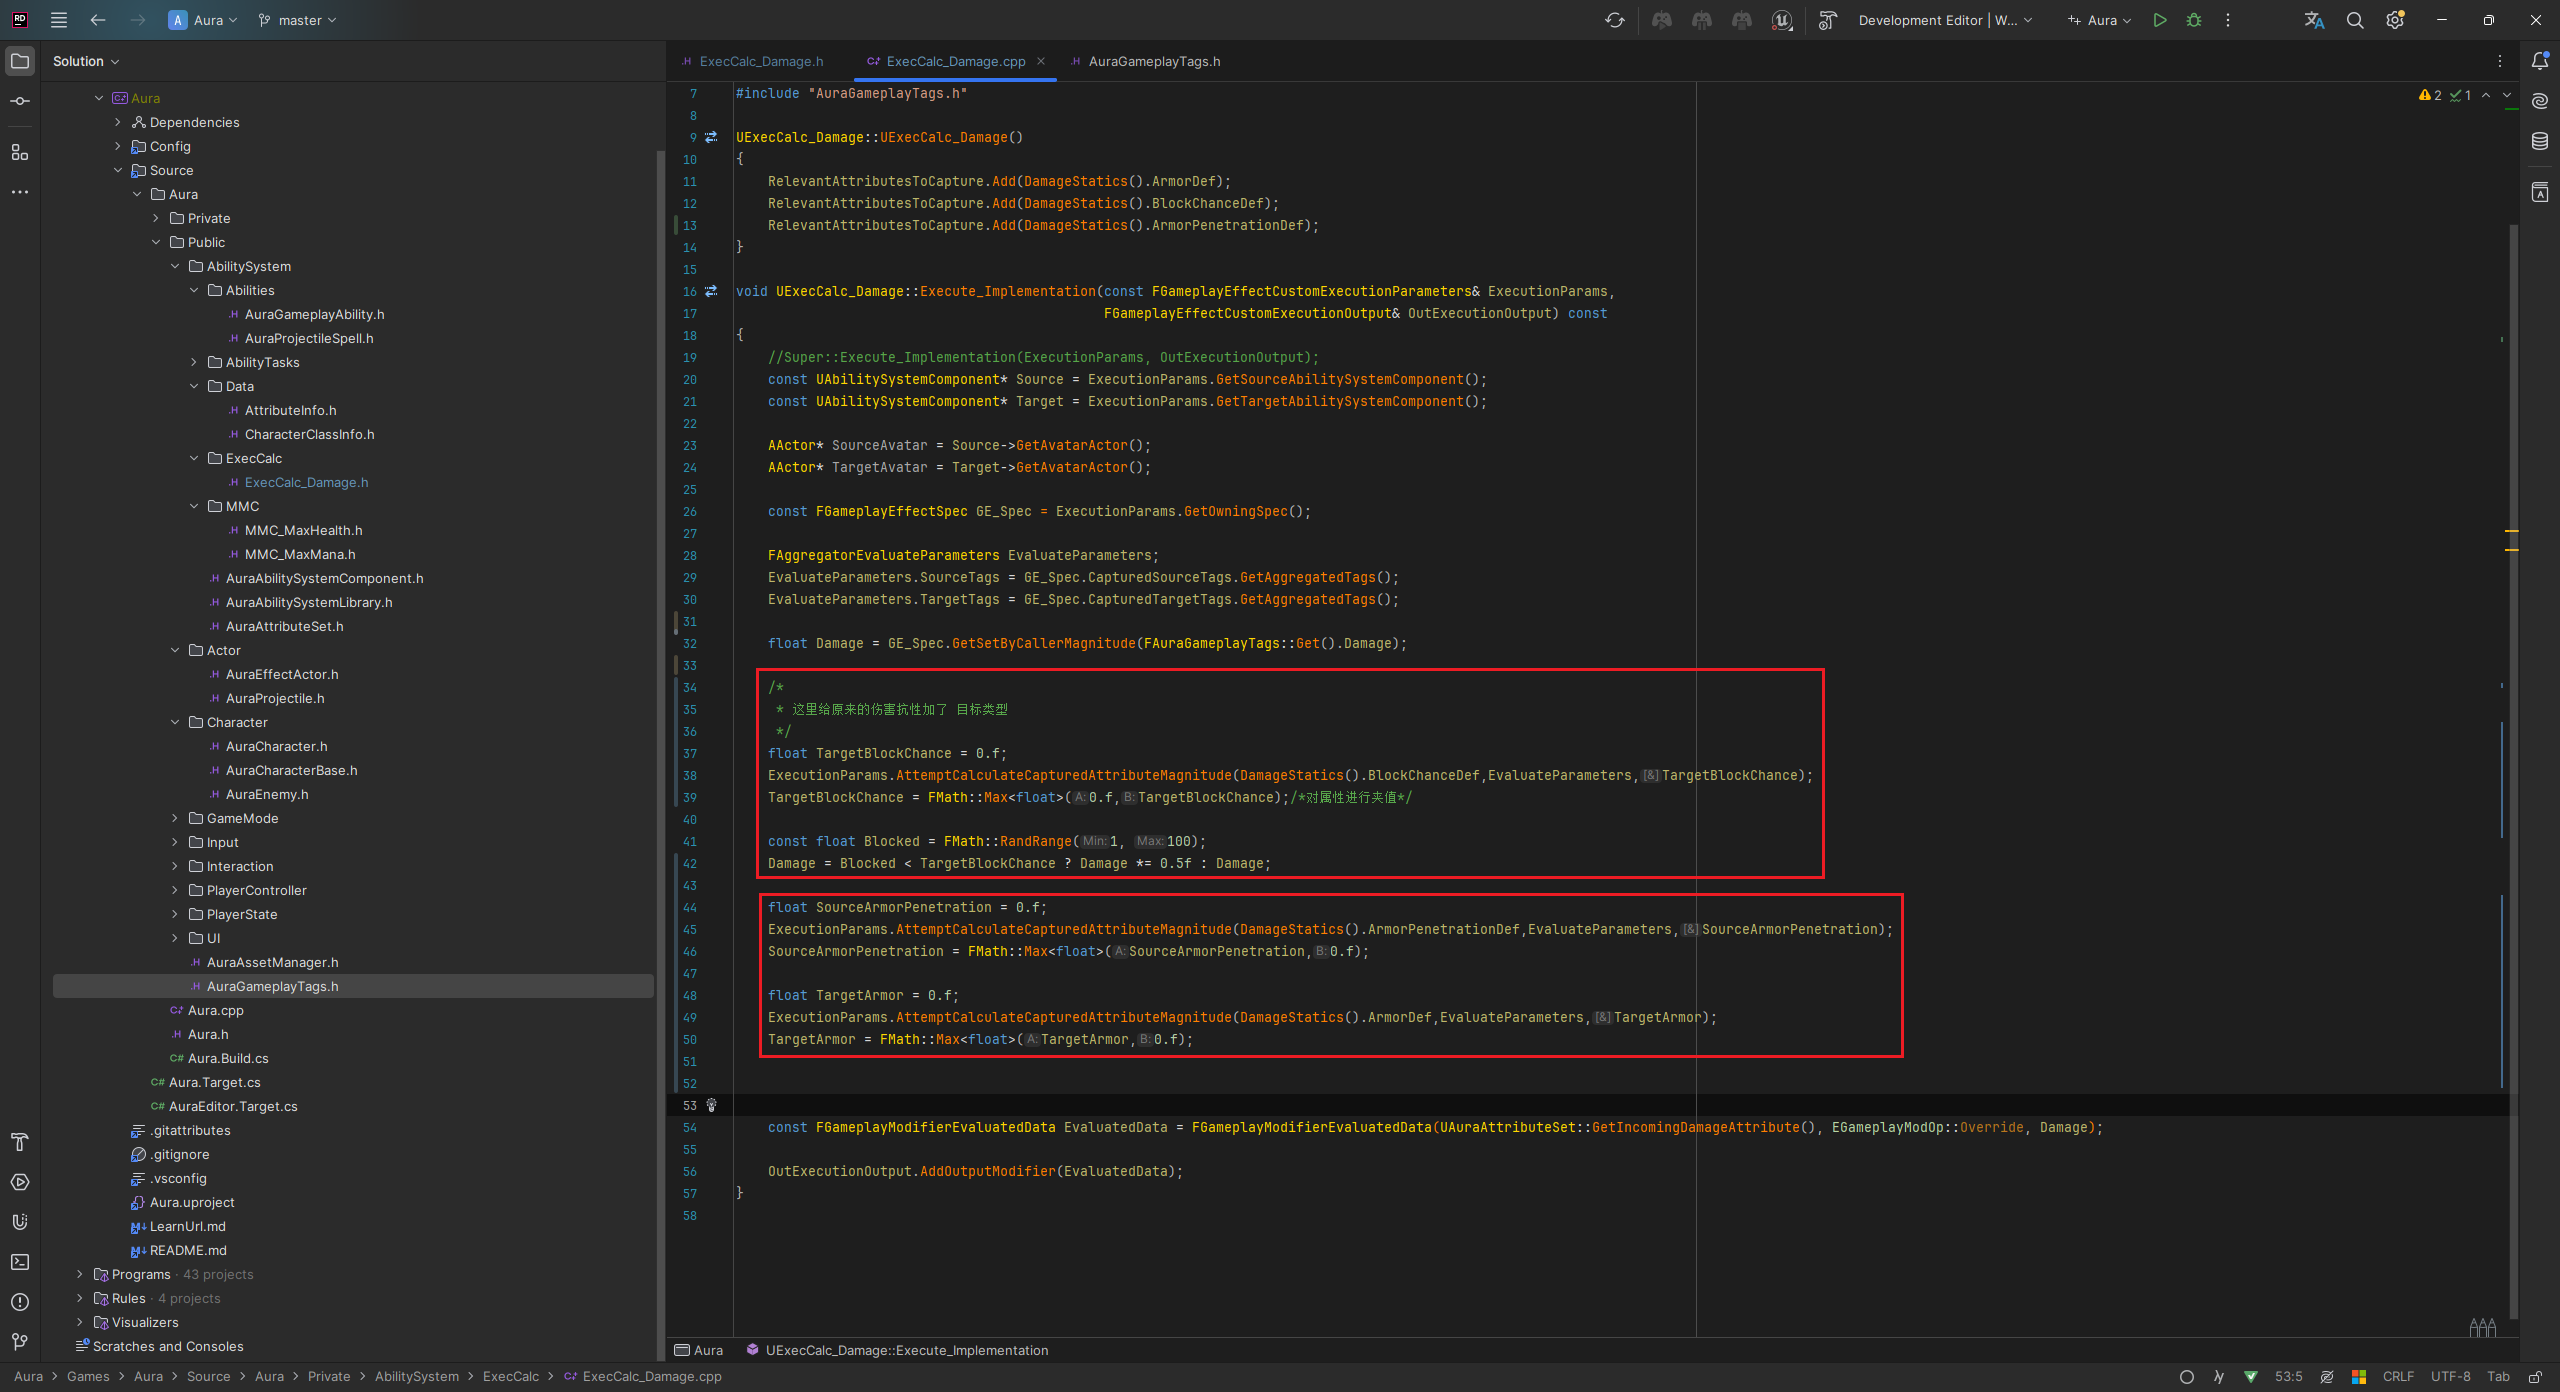 RD
A Aura
master
Development Editor | W...
Aura
Solution
Aura
Dependencies
Config
Source
Aura
Private
Public
AbilitySystem
Abilities
.H AuraGameplayAbility.h
.H AuraProjectileSpell.h
AbilityTasks
Data
.H AttributeInfo.h
.H CharacterClassInfo.h
ExecCalc
.H ExecCalc_Damage.h
MMC
.H MMC_MaxHealth.h
.H MMC_MaxMana.h
.H AuraAbilitySystemComponent.h
.H AuraAbilitySystemLibrary.h
.H AuraAttributeSet.h
Actor
.H AuraEffectActor.h
.H AuraProjectile.h
Character
.H AuraCharacter.h
.H AuraCharacterBase.h
.H AuraEnemy.h
GameMode
Input
Interaction
PlayerController
PlayerState
UI
.H AuraAssetManager.h
.H AuraGameplayTags.h
C+ Aura.cpp
.H Aura.h
C# Aura.Build.cs
C# Aura.Target.cs
C# AuraEditor.Target.cs
.gitattributes
.gitignore
.vsconfig
Aura.uproject
M↓ LearnUrl.md
M↓ README.md
Programs · 43 projects
Rules · 4 projects
Visualizers
Scratches and Consoles
.H ExecCalc_Damage.h
C+ ExecCalc_Damage.cpp ×
.H AuraGameplayTags.h
2 1
7 #include "AuraGameplayTags.h"
8
9 UExecCalc_Damage::UExecCalc_Damage()
10 {
11 RelevantAttributesToCapture.Add(DamageStatics().ArmorDef);
12 RelevantAttributesToCapture.Add(DamageStatics().BlockChanceDef);
13 RelevantAttributesToCapture.Add(DamageStatics().ArmorPenetrationDef);
14 }
15
16 void UExecCalc_Damage::Execute_Implementation(const FGameplayEffectCustomExecutionParameters& ExecutionParams,
17 FGameplayEffectCustomExecutionOutput& OutExecutionOutput) const
18 {
19 //Super::Execute_Implementation(ExecutionParams, OutExecutionOutput);
20 const UAbilitySystemComponent* Source = ExecutionParams.GetSourceAbilitySystemComponent();
21 const UAbilitySystemComponent* Target = ExecutionParams.GetTargetAbilitySystemComponent();
22
23 AActor* SourceAvatar = Source->GetAvatarActor();
24 AActor* TargetAvatar = Target->GetAvatarActor();
25
26 const FGameplayEffectSpec GE_Spec = ExecutionParams.GetOwningSpec();
27
28 FAggregatorEvaluateParameters EvaluateParameters;
29 EvaluateParameters.SourceTags = GE_Spec.CapturedSourceTags.GetAggregatedTags();
30 EvaluateParameters.TargetTags = GE_Spec.CapturedTargetTags.GetAggregatedTags();
31
32 float Damage = GE_Spec.GetSetByCallerMagnitude(FAuraGameplayTags::Get().Damage);
33
34 /*
35 * 这里给原来的伤害抗性加了 目标类型
36 */
37 float TargetBlockChance = 0.f;
38 ExecutionParams.AttemptCalculateCapturedAttributeMagnitude(DamageStatics().BlockChanceDef,EvaluateParameters,[&]TargetBlockChance);
39 TargetBlockChance = FMath::Max<float>(A:0.f,B:TargetBlockChance);/*对属性进行夹值*/
40
41 const float Blocked = FMath::RandRange(Min:1, Max:100);
42 Damage = Blocked < TargetBlockChance ? Damage *= 0.5f : Damage;
43
44 float SourceArmorPenetration = 0.f;
45 ExecutionParams.AttemptCalculateCapturedAttributeMagnitude(DamageStatics().ArmorPenetrationDef,EvaluateParameters,[&]SourceArmorPenetration);
46 SourceArmorPenetration = FMath::Max<float>(A:SourceArmorPenetration,B:0.f);
47
48 float TargetArmor = 0.f;
49 ExecutionParams.AttemptCalculateCapturedAttributeMagnitude(DamageStatics().ArmorDef,EvaluateParameters,[&]TargetArmor);
50 TargetArmor = FMath::Max<float>(A:TargetArmor,B:0.f);
51
52
53
54 const FGameplayModifierEvaluatedData EvaluatedData = FGameplayModifierEvaluatedData(UAuraAttributeSet::GetIncomingDamageAttribute(), EGameplayModOp::Override, Damage);
55
56 OutExecutionOutput.AddOutputModifier(EvaluatedData);
57 }
58
Aura UExecCalc_Damage::Execute_Implementation
Aura > Games > Aura > Source > Aura > Private > AbilitySystem > ExecCalc > C+ ExecCalc_Damage.cpp
53:5 CRLF UTF-8 Tab